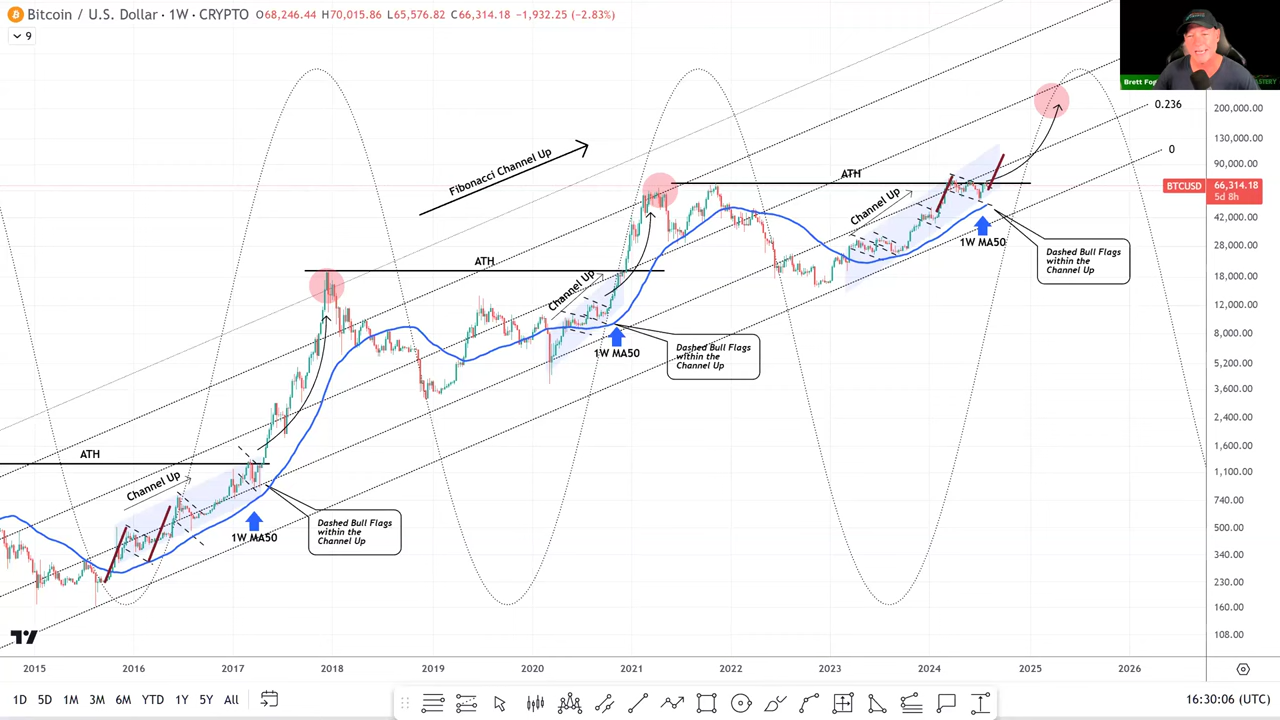 Bitcoin / U.S. Dollar · 1W · CRYPTO O68,246.44 H70,015.86 L65,576.82 C66,314.18 −1,932.25 (−2.83%)
9
Brett
0.236
0
200,000.00
130,000.00
90,000.00
BTCUSD 66,314.18
5d 8h
42,000.00
28,000.00
18,000.00
12,000.00
8,000.00
5,200.00
3,600.00
2,400.00
1,600.00
1,100.00
740.00
500.00
340.00
230.00
160.00
108.00
Fibonacci Channel Up
ATH
Channel Up
1W MA50
Dashed Bull Flags
within the
Channel Up
ATH
Channel Up
1W MA50
Dashed Bull Flags
within the
Channel Up
ATH
Channel Up
1W MA50
Dashed Bull Flags
within the
Channel Up
2015 2016 2017 2018 2019 2020 2021 2022 2023 2024 2025 2026
1D 5D 1M 3M 6M YTD 1Y 5Y All
16:30:06 (UTC)